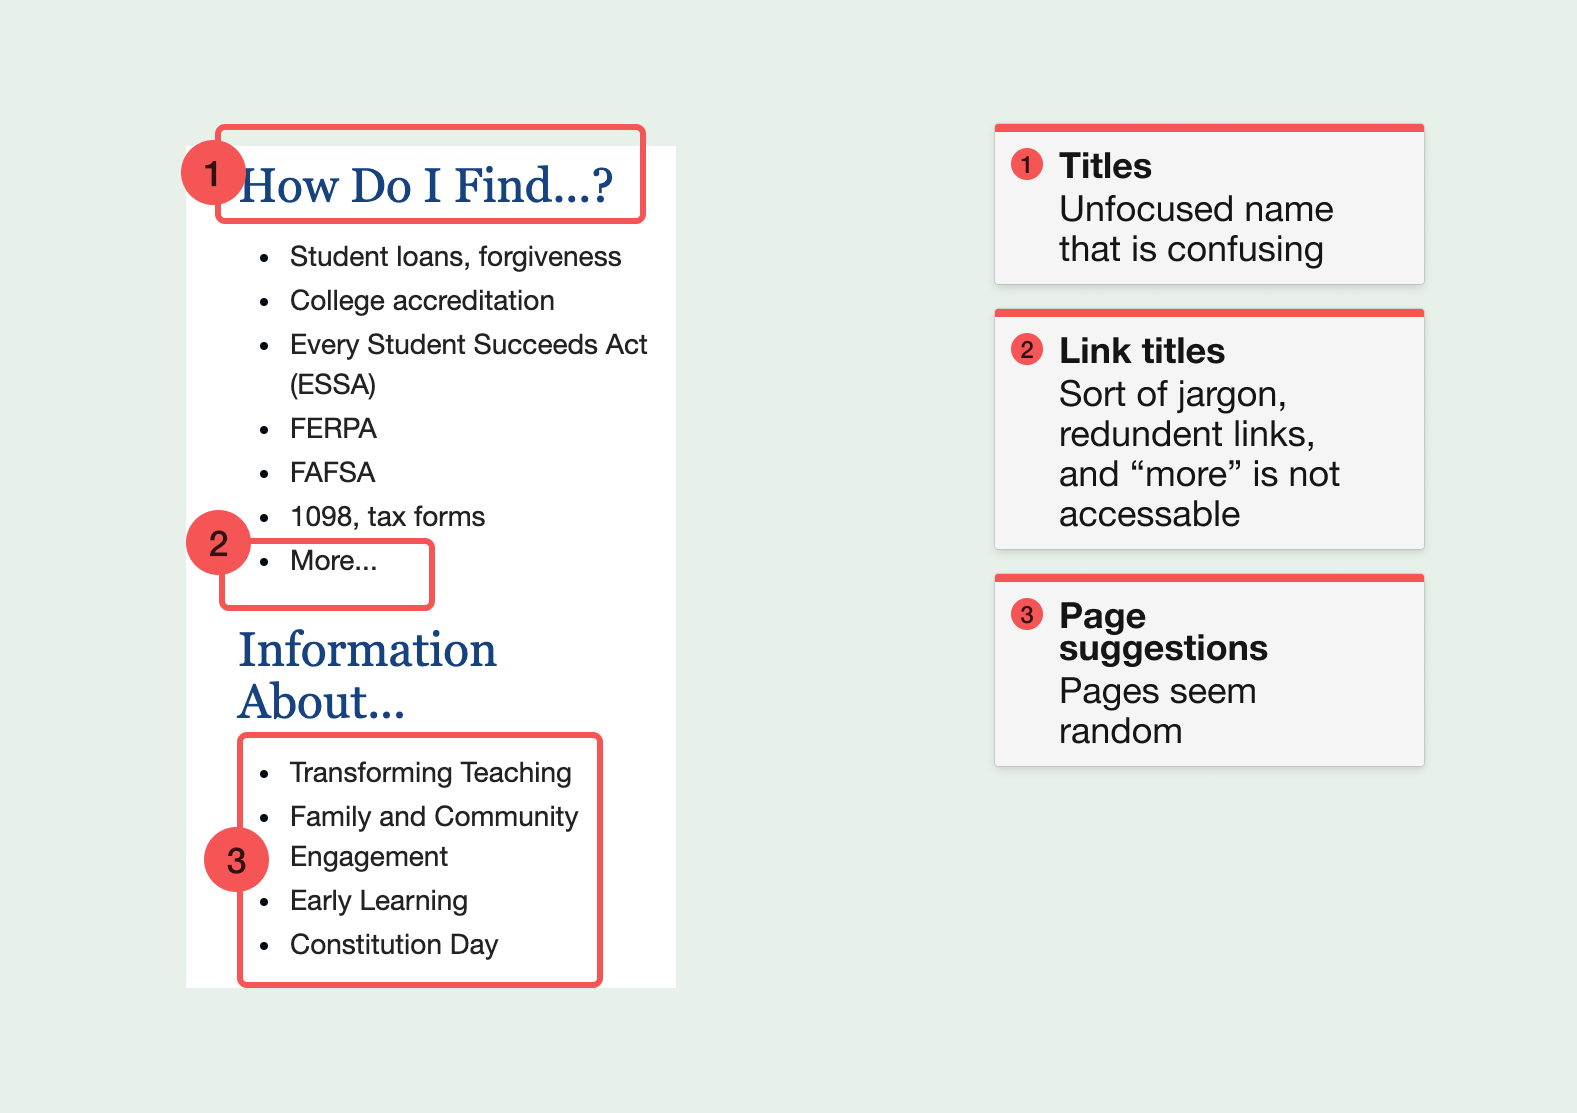 1
How Do I Find...?
• Student loans, forgiveness
• College accreditation
• Every Student Succeeds Act
(ESSA)
• FERPA
• FAFSA
• 1098, tax forms
2
• More...
Information
About...
• Transforming Teaching
• Family and Community
Engagement
3
• Early Learning
• Constitution Day
1 Titles
Unfocused name
that is confusing
2 Link titles
Sort of jargon,
redundent links,
and “more” is not
accessable
3 Page
suggestions
Pages seem
random